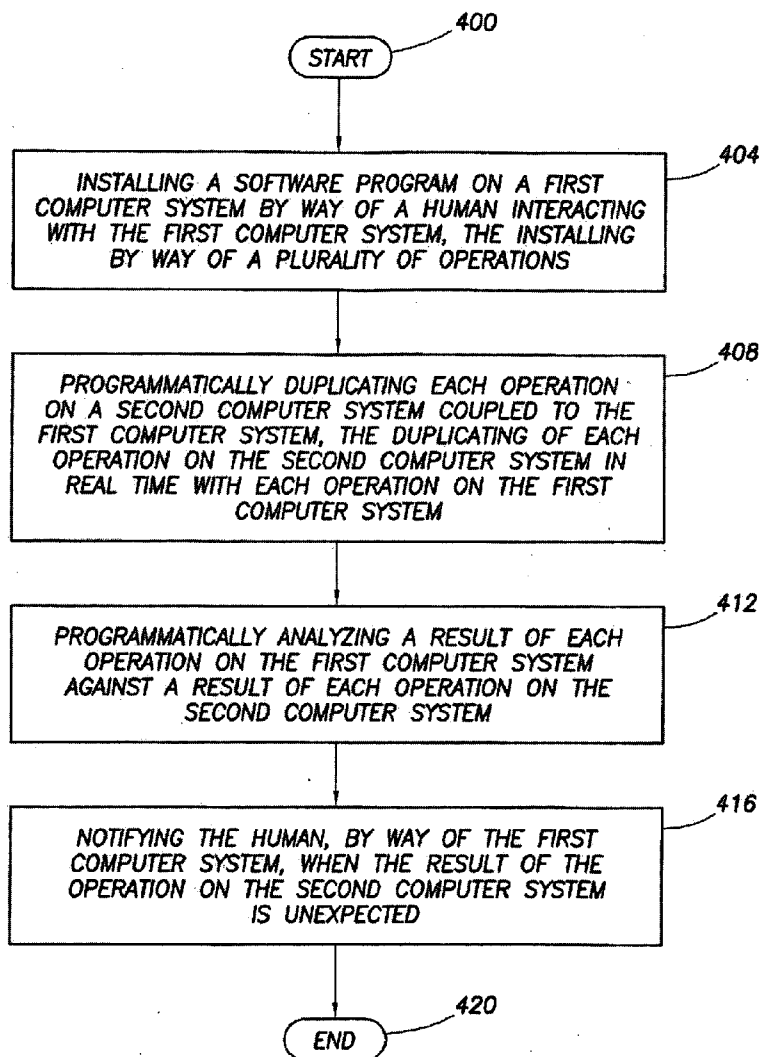 400
START
404
INSTALLING A SOFTWARE PROGRAM ON A FIRST
COMPUTER SYSTEM BY WAY OF A HUMAN INTERACTING
WITH THE FIRST COMPUTER SYSTEM, THE INSTALLING
BY WAY OF A PLURALITY OF OPERATIONS
408
PROGRAMMATICALLY DUPLICATING EACH OPERATION
ON A SECOND COMPUTER SYSTEM COUPLED TO THE
FIRST COMPUTER SYSTEM, THE DUPLICATING OF EACH
OPERATION ON THE SECOND COMPUTER SYSTEM IN
REAL TIME WITH EACH OPERATION ON THE FIRST
COMPUTER SYSTEM
412
PROGRAMMATICALLY ANALYZING A RESULT OF EACH
OPERATION ON THE FIRST COMPUTER SYSTEM
AGAINST A RESULT OF EACH OPERATION ON THE
SECOND COMPUTER SYSTEM
416
NOTIFYING THE HUMAN, BY WAY OF THE FIRST
COMPUTER SYSTEM, WHEN THE RESULT OF THE
OPERATION ON THE SECOND COMPUTER SYSTEM
IS UNEXPECTED
420
END